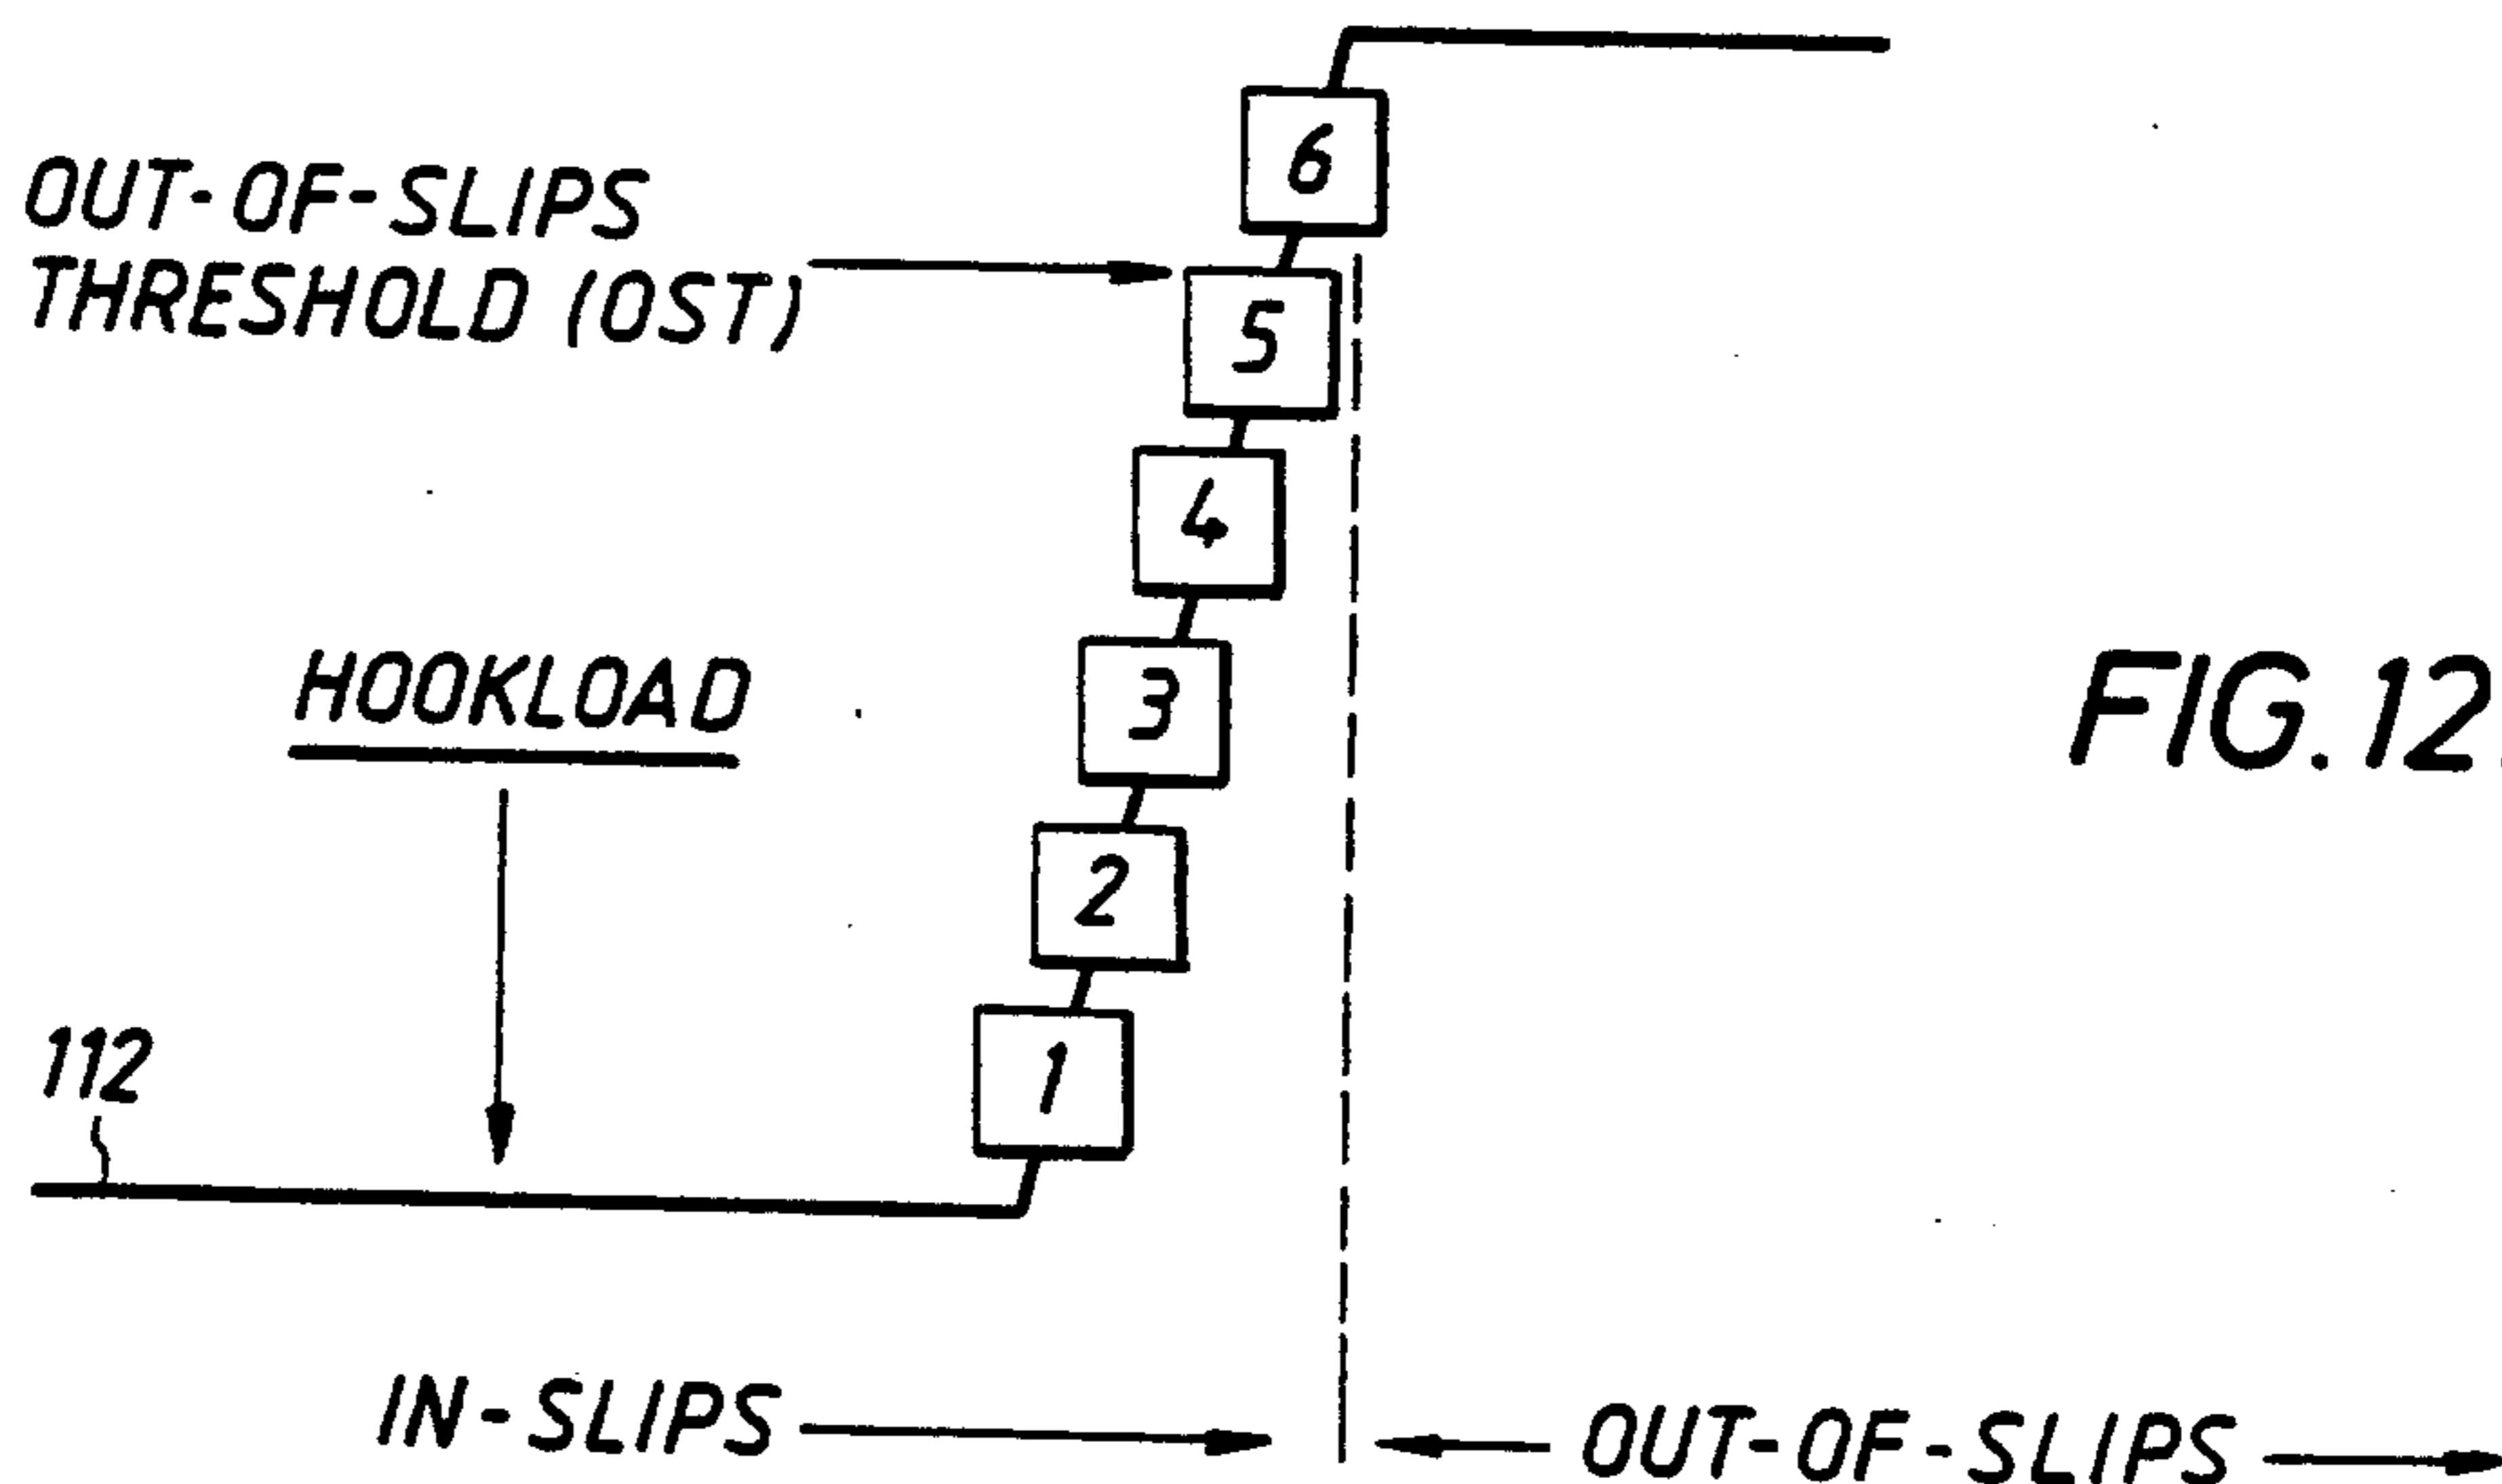 6
OUT-OF-SLIPS
THRESHOLD (OST)
5
4
HOOKLOAD
3
FIG.12.
2
1
112
IN-SLIPS
OUT-OF-SLIPS